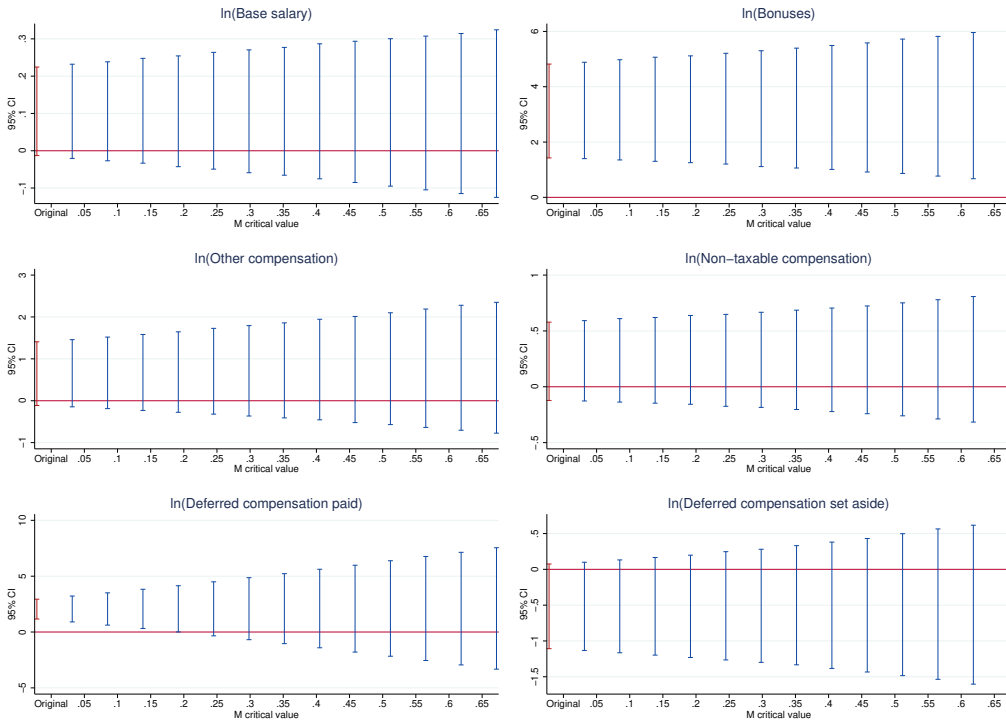 ln(Base salary)
95% CI
.3
.2
.1
0
−.1
Original .05 .1 .15 .2 .25 .3 .35 .4 .45 .5 .55 .6 .65
M critical value
ln(Bonuses)
95% CI
6
4
2
0
Original .05 .1 .15 .2 .25 .3 .35 .4 .45 .5 .55 .6 .65
M critical value
ln(Other compensation)
95% CI
3
2
1
0
−1
Original .05 .1 .15 .2 .25 .3 .35 .4 .45 .5 .55 .6 .65
M critical value
ln(Non−taxable compensation)
95% CI
1
.5
0
−.5
Original .05 .1 .15 .2 .25 .3 .35 .4 .45 .5 .55 .6 .65
M critical value
ln(Deferred compensation paid)
95% CI
10
5
0
−5
Original .05 .1 .15 .2 .25 .3 .35 .4 .45 .5 .55 .6 .65
M critical value
ln(Deferred compensation set aside)
95% CI
.5
0
−.5
−1
−1.5
Original .05 .1 .15 .2 .25 .3 .35 .4 .45 .5 .55 .6 .65
M critical value